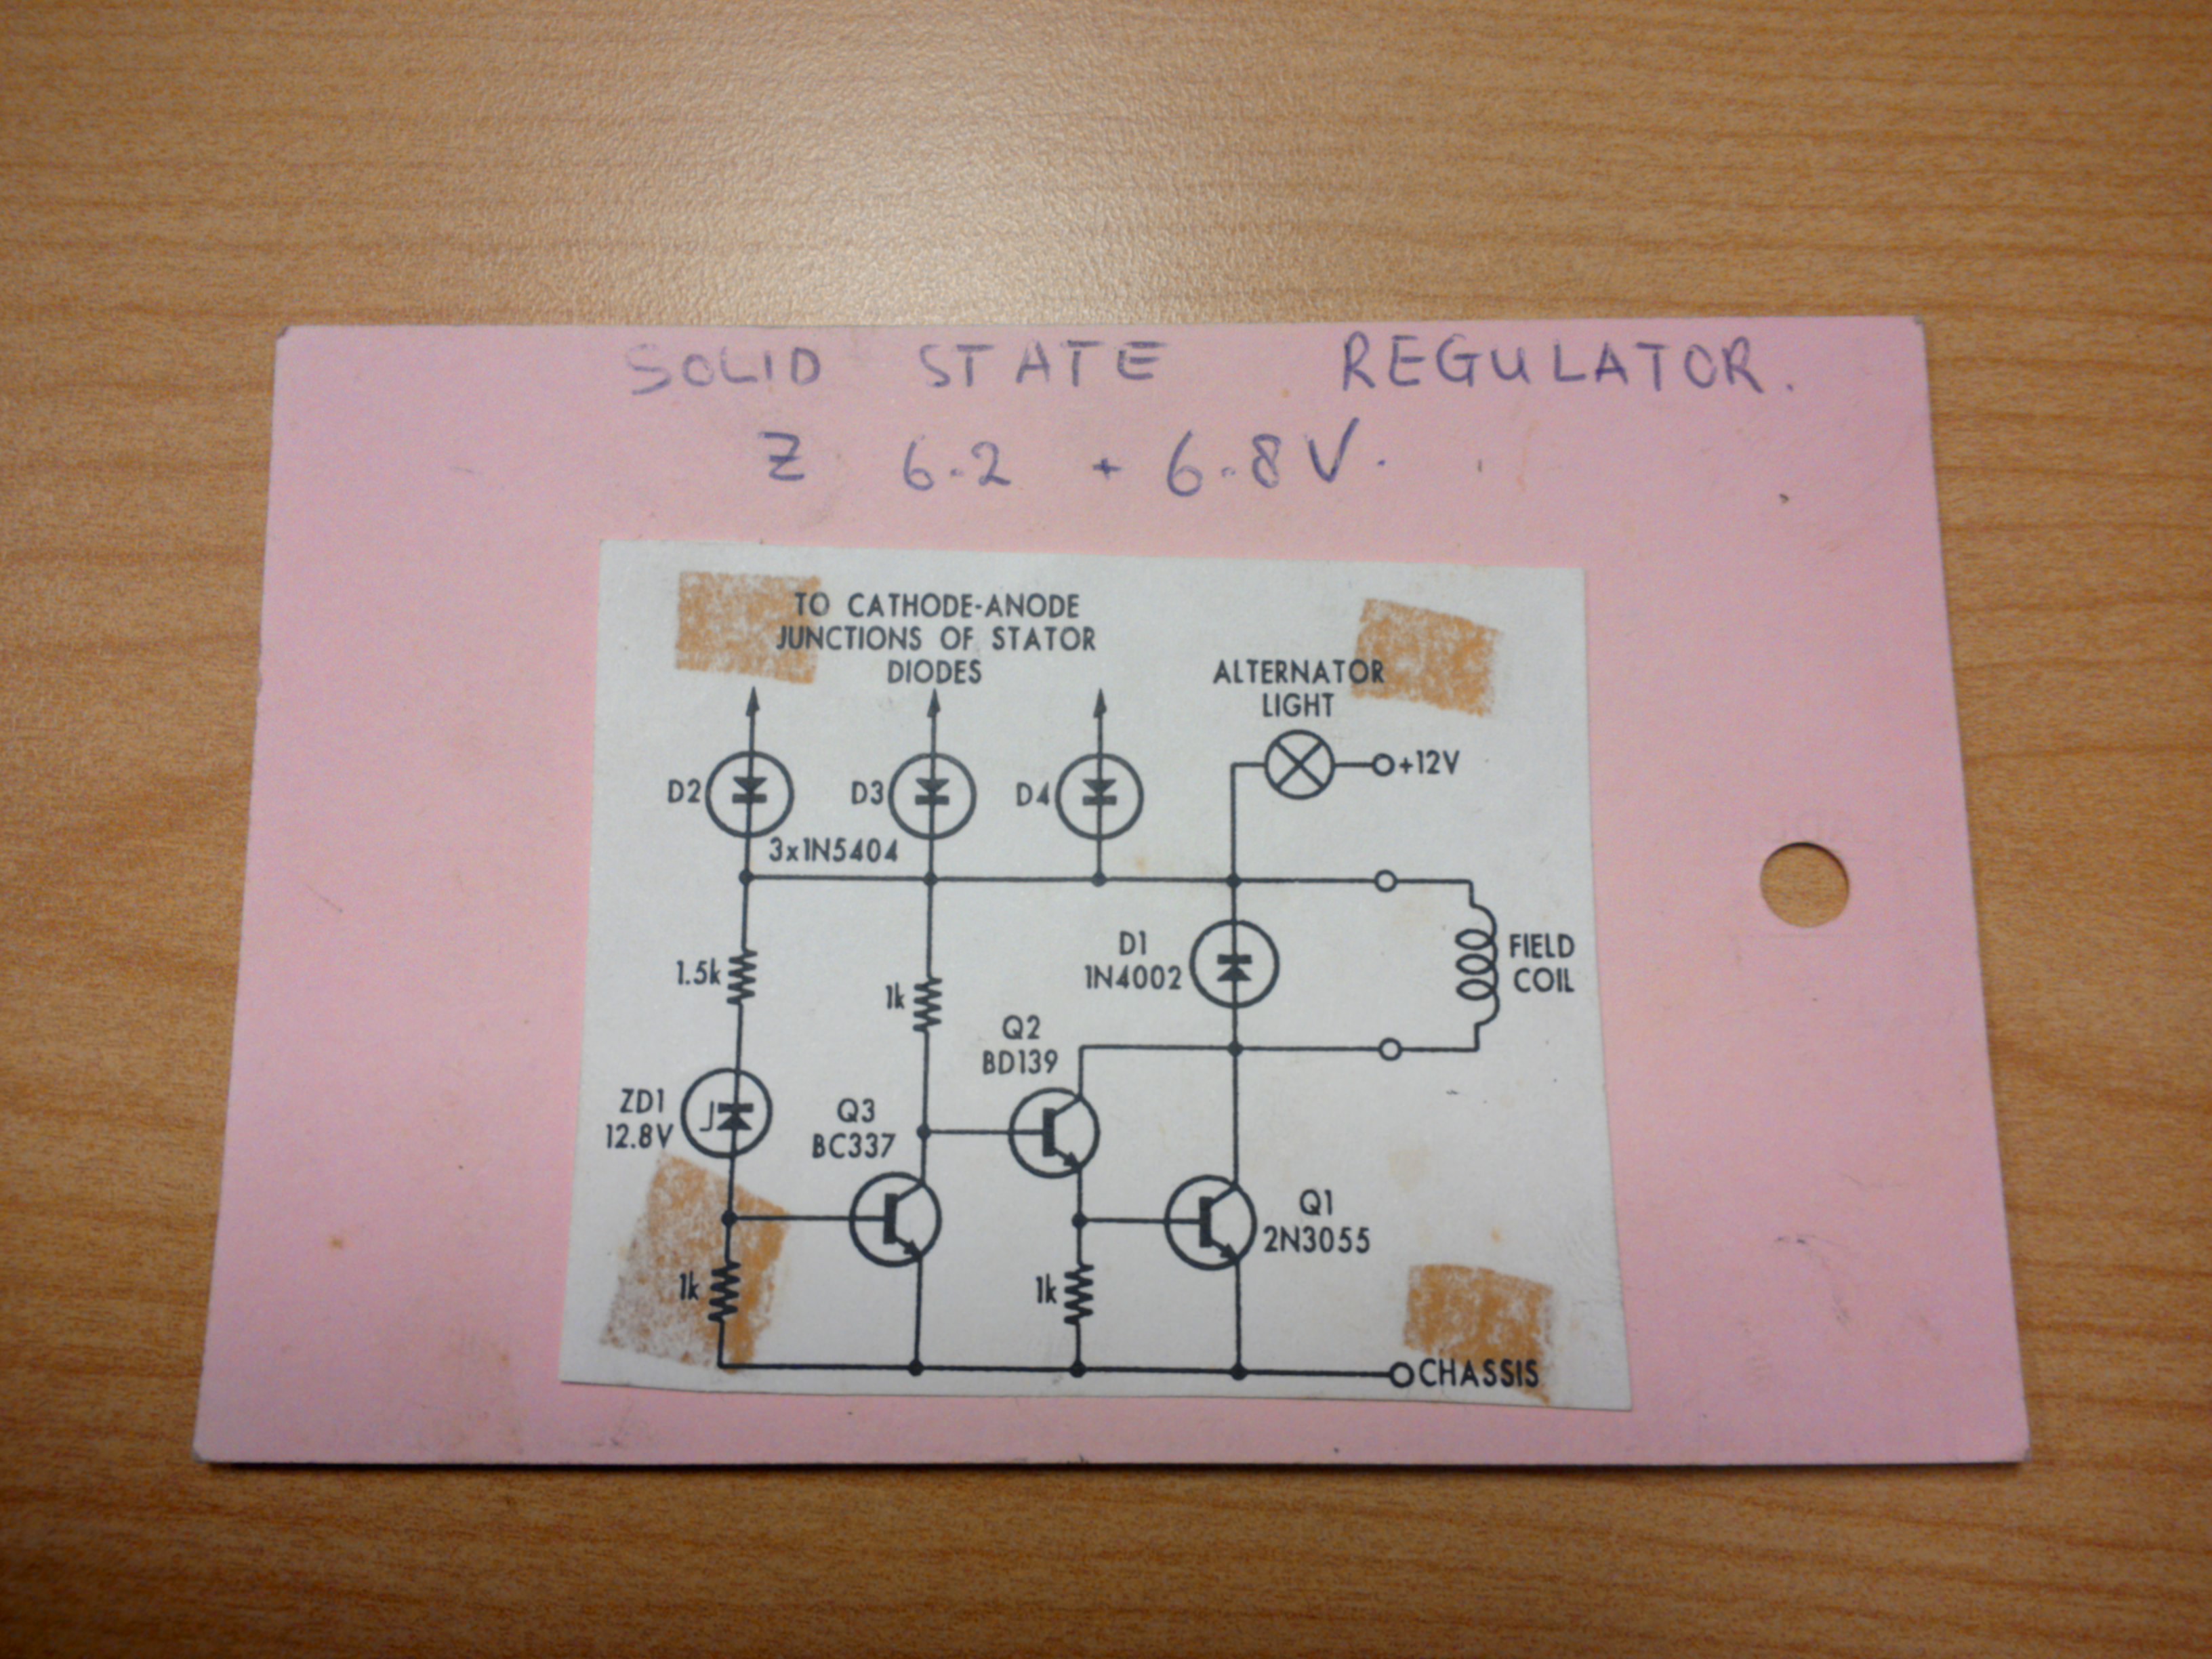 SOLID STATE REGULATOR.
Z 6.2 + 6.8V.
TO CATHODE-ANODE
JUNCTIONS OF STATOR
DIODES
ALTERNATOR
LIGHT
+12V
D2
D3
D4
3x1N5404
1.5k
1k
D1
1N4002
FIELD
COIL
Q2
BD139
ZD1
12.8V
Q3
BC337
Q1
2N3055
1k
1k
CHASSIS